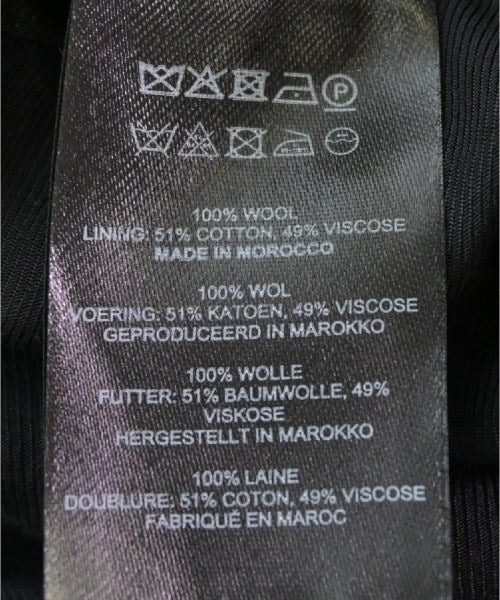 P
100% WOOL
LINING: 51% COTTON, 49% VISCOSE
MADE IN MOROCCO
100% WOL
VOERING: 51% KATOEN, 49% VISCOSE
GEPRODUCEERD IN MAROKKO
100% WOLLE
FUTTER: 51% BAUMWOLLE, 49%
VISKOSE
HERGESTELLT IN MAROKKO
100% LAINE
DOUBLURE: 51% COTON, 49% VISCOSE
FABRIQUÉ EN MAROC